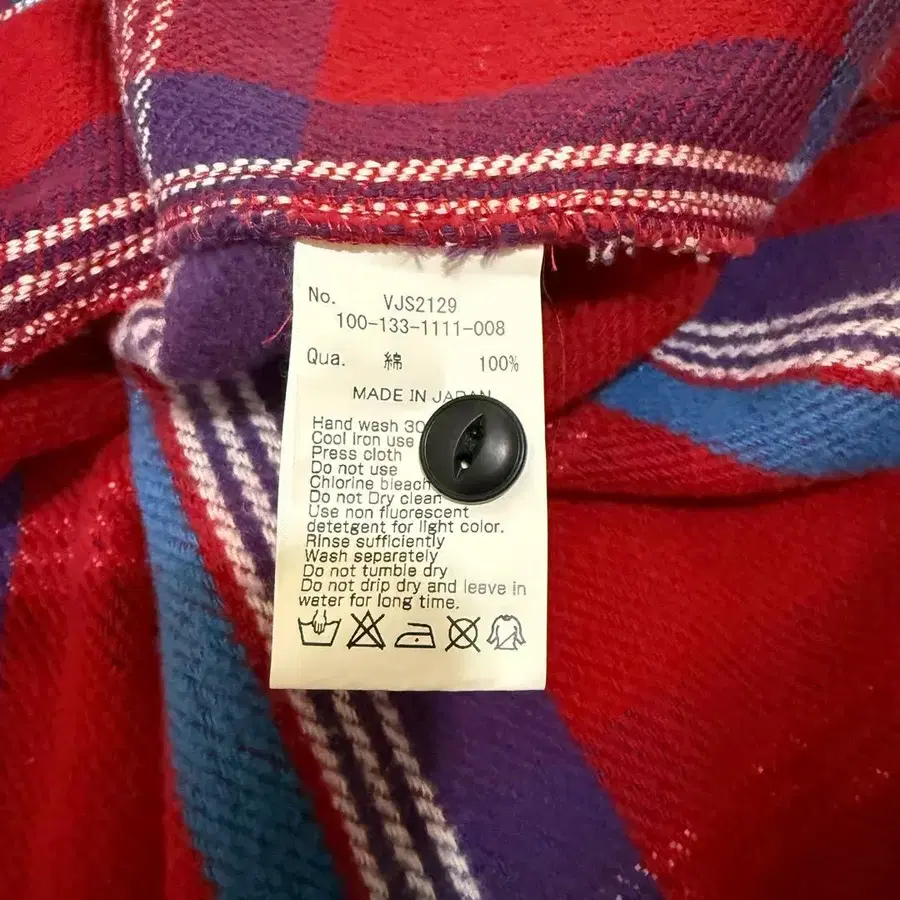 No. VJS2129
100-133-1111-008
Qua. 綿 100%
MADE IN JAPAN
Hand wash 30
Cool iron use
Press cloth
Do not use
Chlorine bleach
Do not Dry clean
Use non fluorescent
detetgent for light color.
Rinse sufficiently
Wash separately
Do not tumble dry
Do not drip dry and leave in
water for long time.